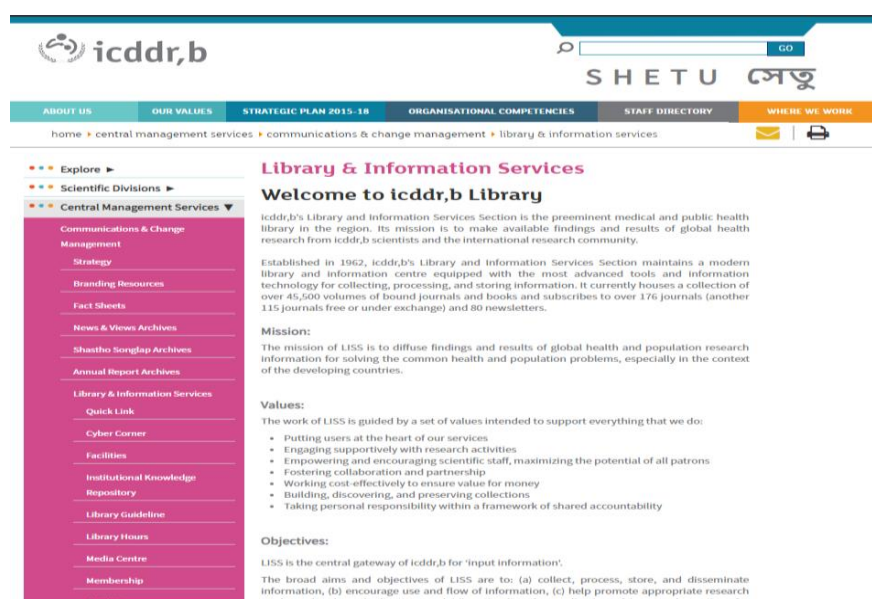 icddr,b
GO
SHETU সেতু
ABOUT US OUR VALUES STRATEGIC PLAN 2015-18 ORGANISATIONAL COMPETENCIES STAFF DIRECTORY WHERE WE WORK
home central management services communications & change management library & information services
Explore
Scientific Divisions
Central Management Services
Communications & Change
Management
Strategy
Branding Resources
Fact Sheets
News & Views Archives
Shastho Songlap Archives
Annual Report Archives
Library & Information Services
Quick Link
Cyber Corner
Facilities
Institutional Knowledge
Repository
Library Guideline
Library Hours
Media Centre
Membership
Library & Information Services
Welcome to icddr,b Library
icddr,b's Library and Information Services Section is the preeminent medical and public health
library in the region. Its mission is to make available findings and results of global health
research from icddr,b scientists and the international research community.
Established in 1962, icddr,b's Library and Information Services Section maintains a modern
library and information centre equipped with the most advanced tools and information
technology for collecting, processing, and storing information. It currently houses a collection of
over 45,500 volumes of bound journals and books and subscribes to over 176 journals (another
115 journals free or under exchange) and 80 newsletters.
Mission:
The mission of LISS is to diffuse findings and results of global health and population research
information for solving the common health and population problems, especially in the context
of the developing countries.
Values:
The work of LISS is guided by a set of values intended to support everything that we do:
• Putting users at the heart of our services
• Engaging supportively with research activities
• Empowering and encouraging scientific staff, maximizing the potential of all patrons
• Fostering collaboration and partnership
• Working cost-effectively to ensure value for money
• Building, discovering, and preserving collections
• Taking personal responsibility within a framework of shared accountability
Objectives:
LISS is the central gateway of icddr,b for 'input information'.
The broad aims and objectives of LISS are to: (a) collect, process, store, and disseminate
information, (b) encourage use and flow of information, (c) help promote appropriate research